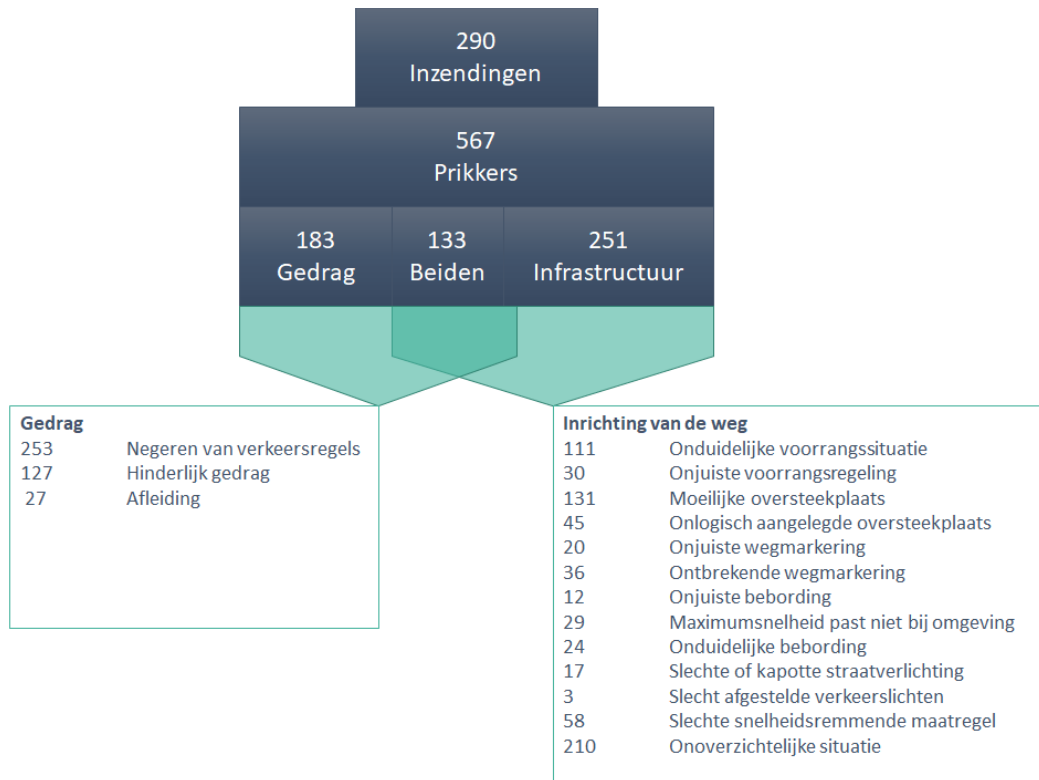 290
Inzendingen
567
Prikkers
183
Gedrag
133
Beiden
251
Infrastructuur
Gedrag
253 Negeren van verkeersregels
127 Hinderlijk gedrag
27 Afleiding
Inrichting van de weg
111 Onduidelijke voorrangssituatie
30 Onjuiste voorrangsregeling
131 Moeilijke oversteekplaats
45 Onlogisch aangelegde oversteekplaats
20 Onjuiste wegmarkering
36 Ontbrekende wegmarkering
12 Onjuiste bebording
29 Maximumsnelheid past niet bij omgeving
24 Onduidelijke bebording
17 Slechte of kapotte straatverlichting
3 Slecht afgestelde verkeerslichten
58 Slechte snelheidsremmende maatregel
210 Onoverzichtelijke situatie